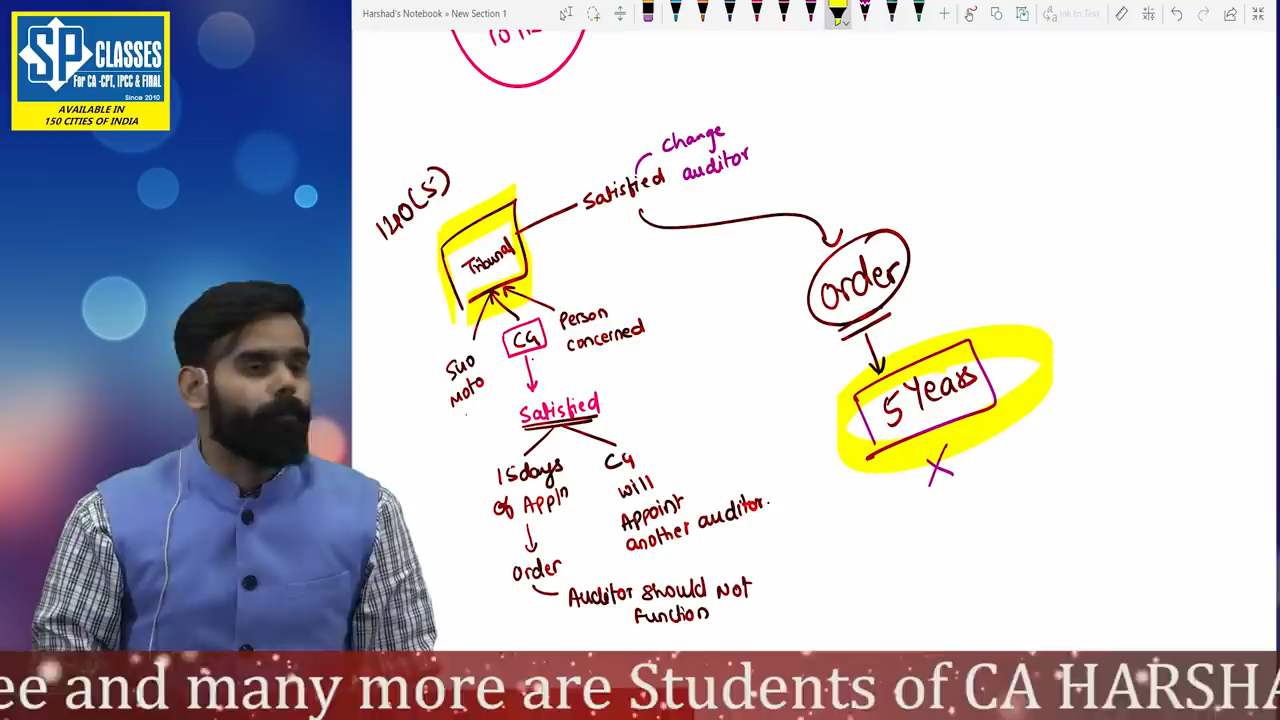 Harshad's Notebook » New Section 1
Ink to Text
SP CLASSES
For CA -CPT, IPCC & FINAL
Since 2010
AVAILABLE IN
150 CITIES OF INDIA
change
auditor
Satisfied
140(5)
Tribunal
order
Person
concerned
CG
Suo
Moto
5 Years
Satisfied
15 days
of Appln
CG
will
Appoint
another auditor.
order
Auditor should Not
function
X
ee and many more are Students of CA HARSHA